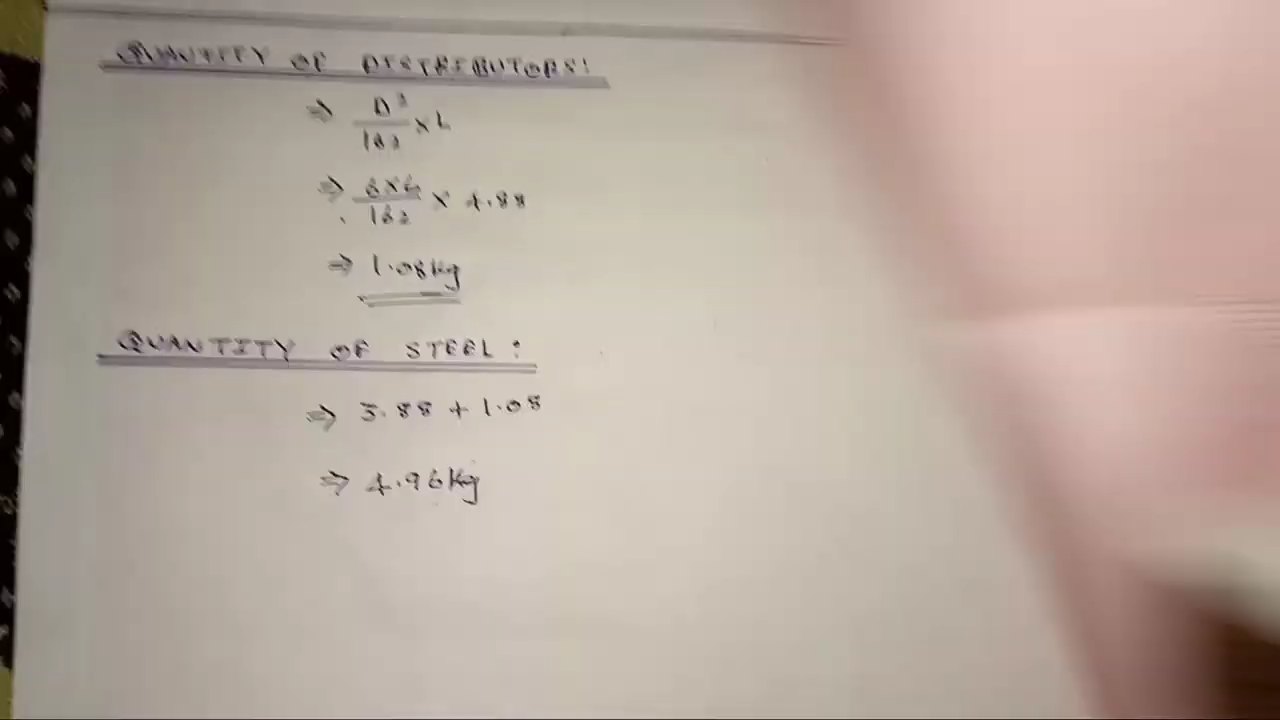 QUANTITY OF DISTRIBUTORS:
⇒ D²/162 × L
⇒ 6×6/162 × 4.88
⇒ 1.08kg
QUANTITY OF STEEL:
⇒ 3.88 + 1.08
⇒ 4.96kg